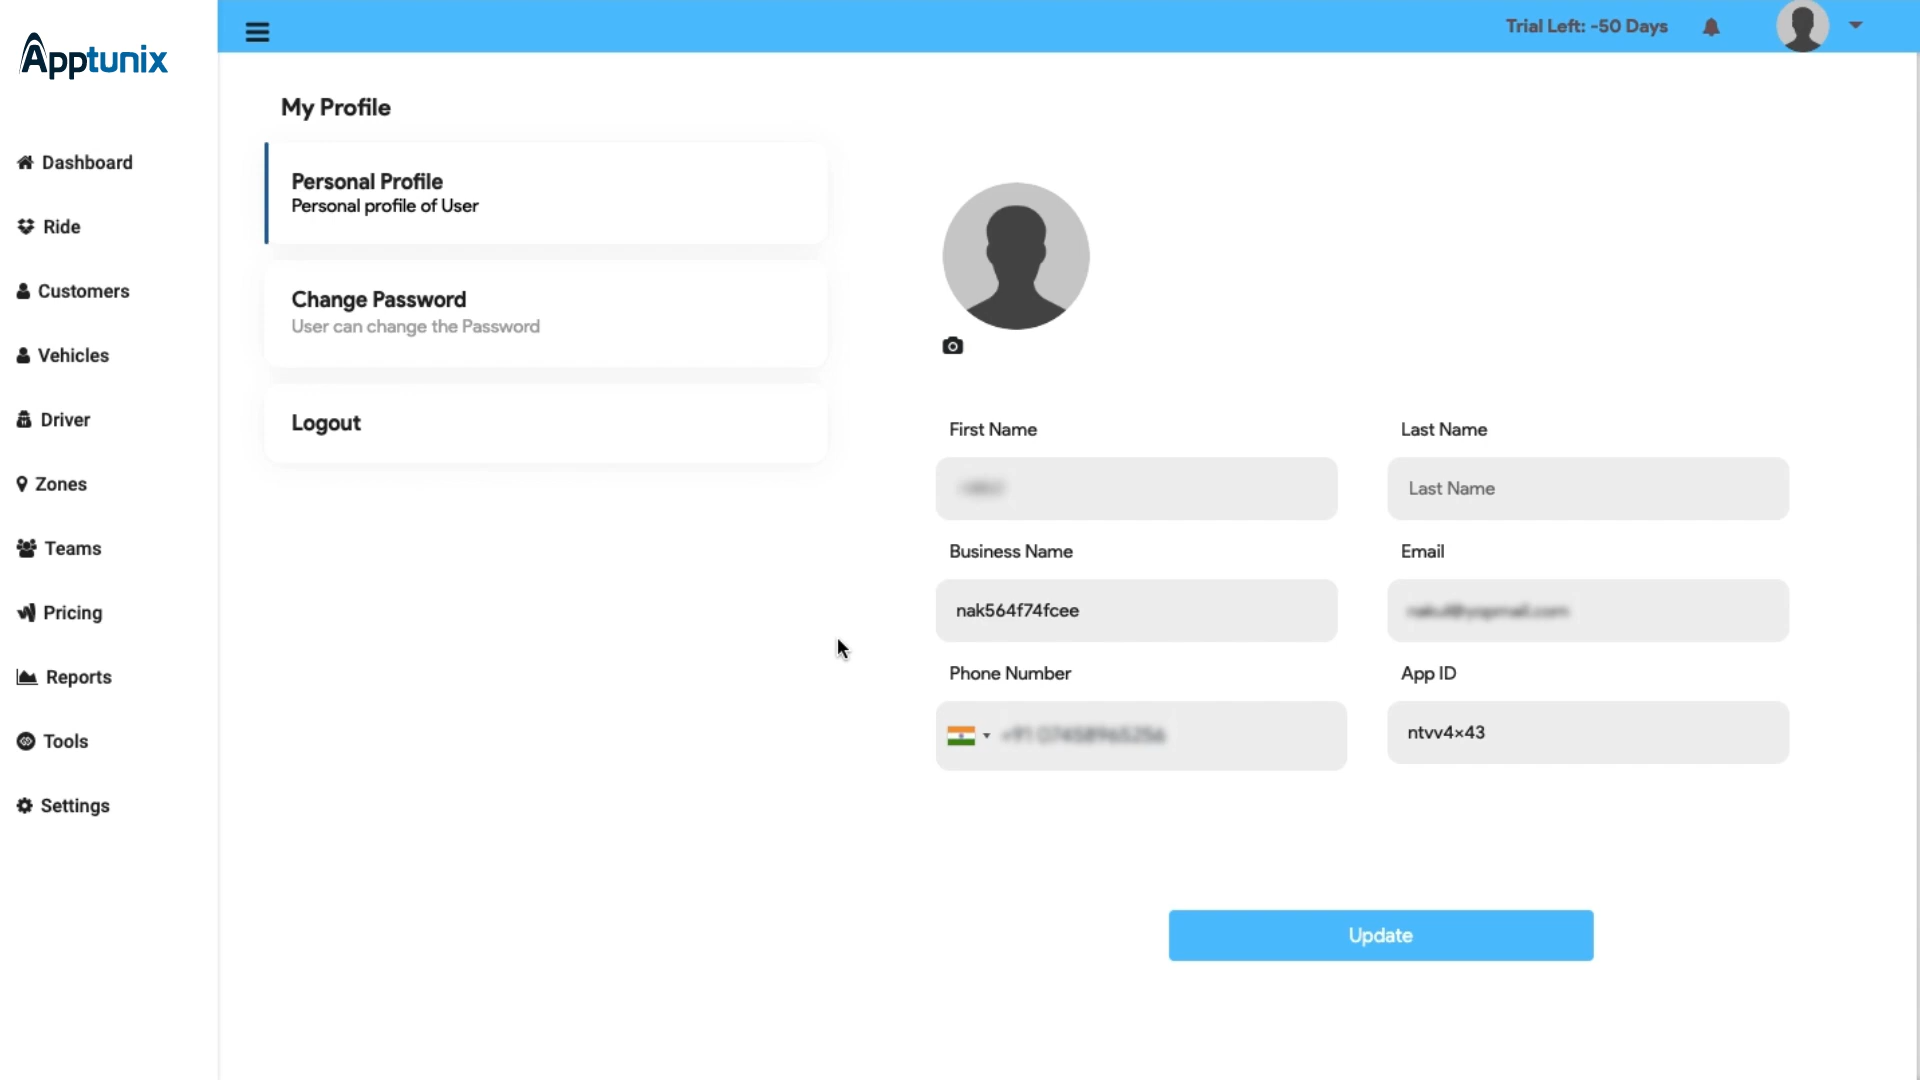 Apptunix
Trial Left: -50 Days
Dashboard
Ride
Customers
Vehicles
Driver
Zones
Teams
Pricing
Reports
Tools
Settings
My Profile
Personal Profile
Personal profile of User
Change Password
User can change the Password
Logout
First Name
Last Name
Last Name
Business Name
Email
nak564f74fcee
Phone Number
App ID
ntvv4×43
Update